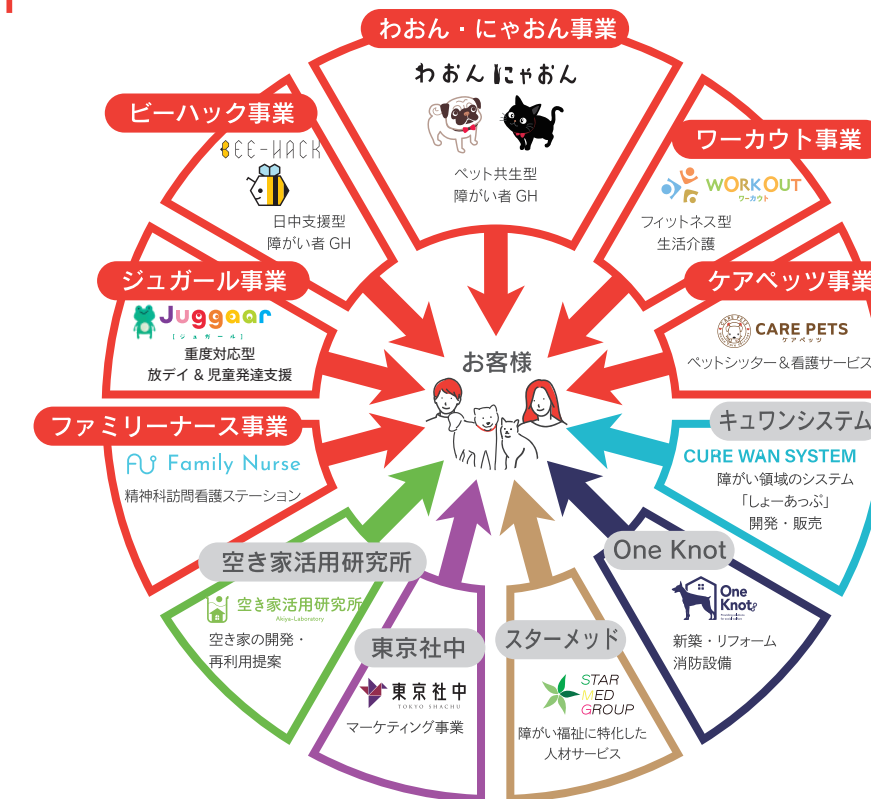 わおん・にゃおん事業
わおんにゃおん
ペット共生型
障がい者 GH
ビーハック事業
BEE-HACK
日中支援型
障がい者 GH
ワーカウト事業
WORK OUT
ワーカウト
フィットネス型
生活介護
ジュガール事業
Juggaar
[ジュガール]
重度対応型
放デイ & 児童発達支援
ケアペッツ事業
CARE PETS
ケアペッツ
ペットシッター&看護サービス
お客様
ファミリーナース事業
Family Nurse
精神科訪問看護ステーション
キュワンシステム
CURE WAN SYSTEM
障がい領域のシステム
「しょーあっぷ」
開発・販売
空き家活用研究所
空き家活用研究所
Akiya-Laboratory
空き家の開発・
再利用提案
東京社中
東京社中
TOKYO SHACHU
マーケティング事業
スターメッド
STAR
MED
GROUP
障がい福祉に特化した
人材サービス
One Knot
One
Knot
新築・リフォーム
消防設備